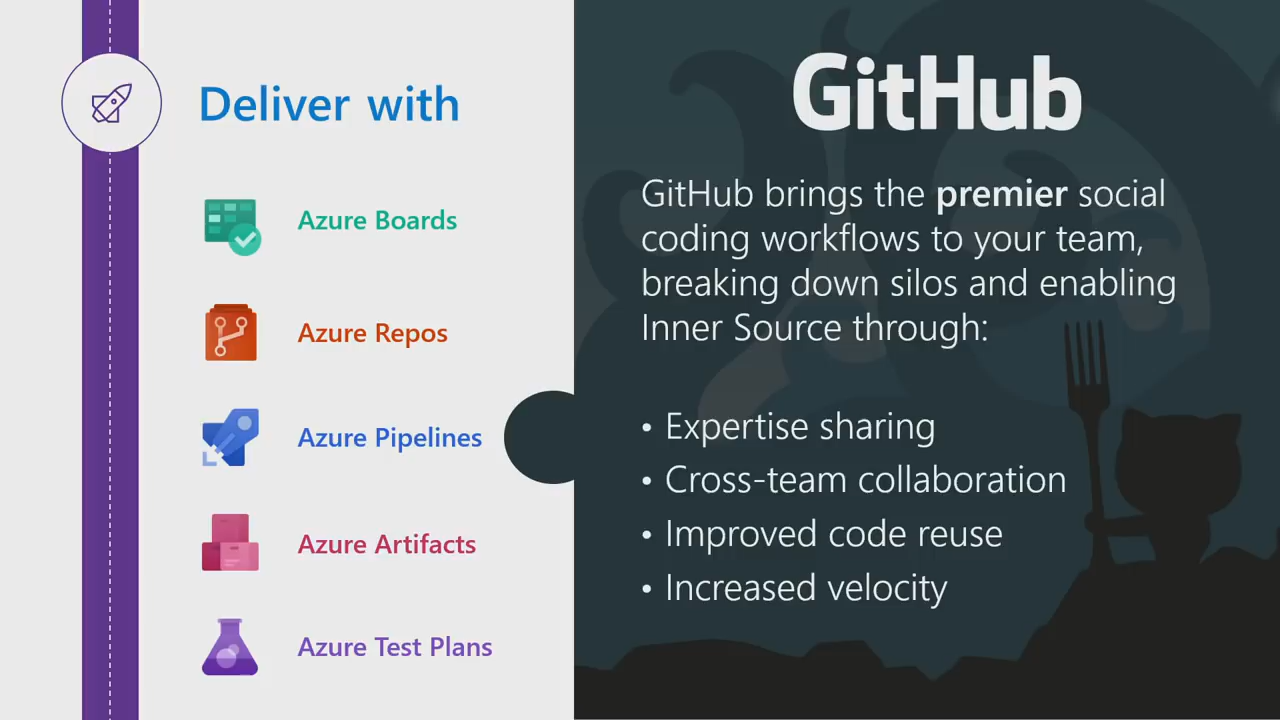 Deliver with
Azure Boards
Azure Repos
Azure Pipelines
Azure Artifacts
Azure Test Plans
GitHub
GitHub brings the premier social
coding workflows to your team,
breaking down silos and enabling
Inner Source through:
• Expertise sharing
• Cross-team collaboration
• Improved code reuse
• Increased velocity